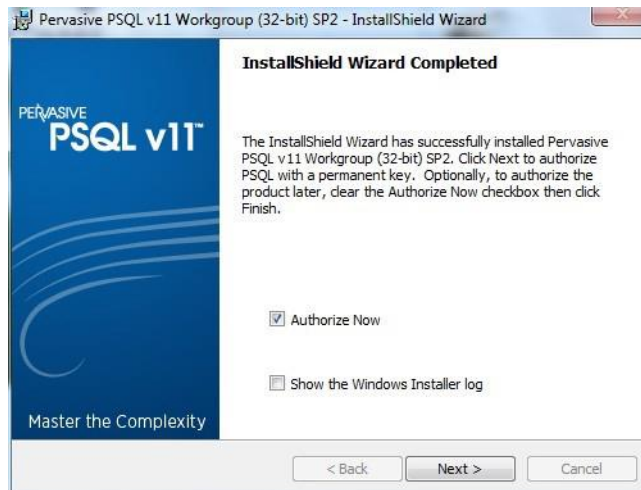 Pervasive PSQL v11 Workgroup (32-bit) SP2 - InstallShield Wizard
InstallShield Wizard Completed
PERVASIVE
PSQL v11™
The InstallShield Wizard has successfully installed Pervasive
PSQL v11 Workgroup (32-bit) SP2. Click Next to authorize
PSQL with a permanent key. Optionally, to authorize the
product later, clear the Authorize Now checkbox then click
Finish.
Authorize Now
Show the Windows Installer log
Master the Complexity
< Back
Next >
Cancel